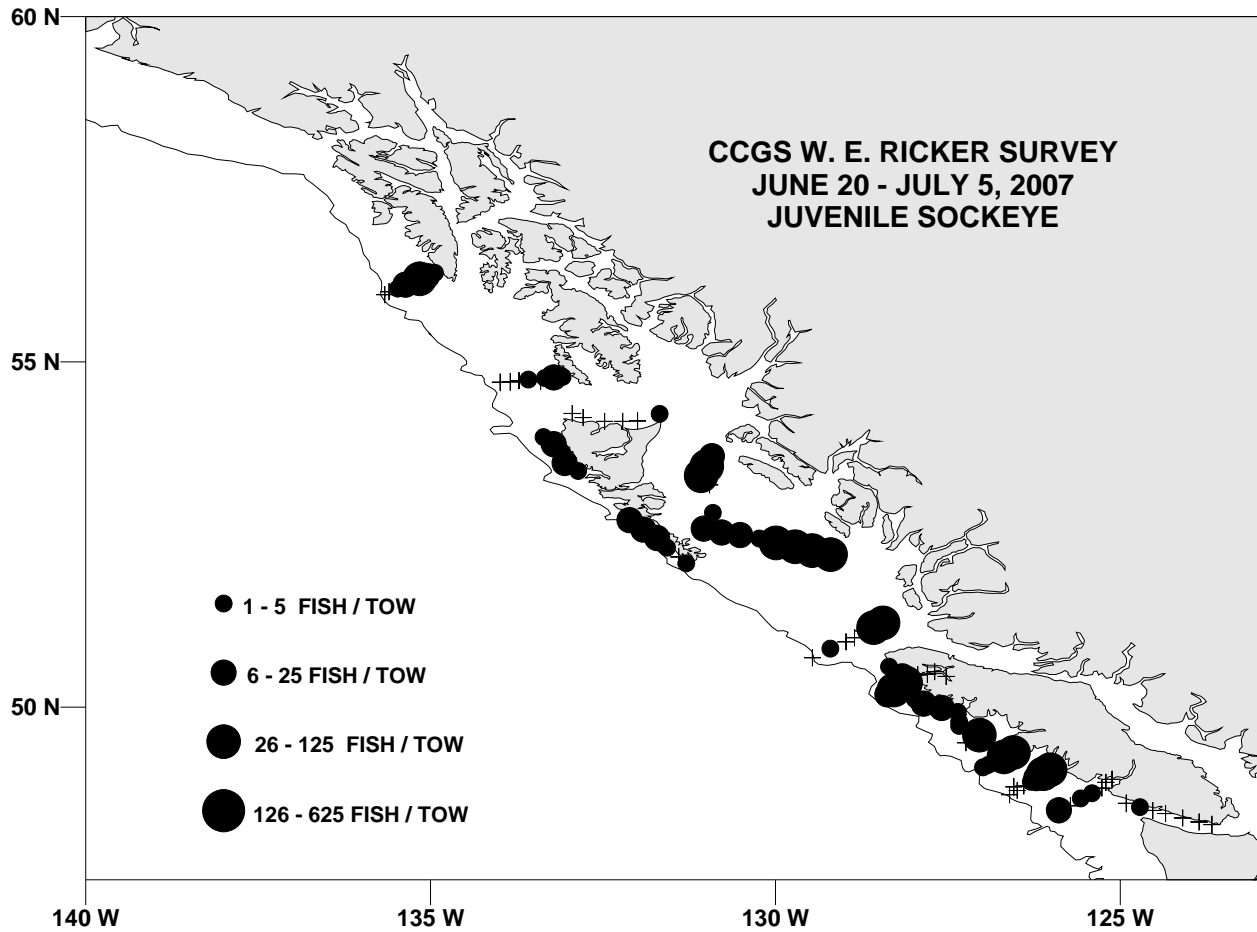 60 N
CCGS W. E. RICKER SURVEY
JUNE 20 - JULY 5, 2007
JUVENILE SOCKEYE
55 N
1 - 5 FISH / TOW
6 - 25 FISH / TOW
50 N
26 - 125 FISH / TOW
126 - 625 FISH / TOW
140 W
135 W
130 W
125 W